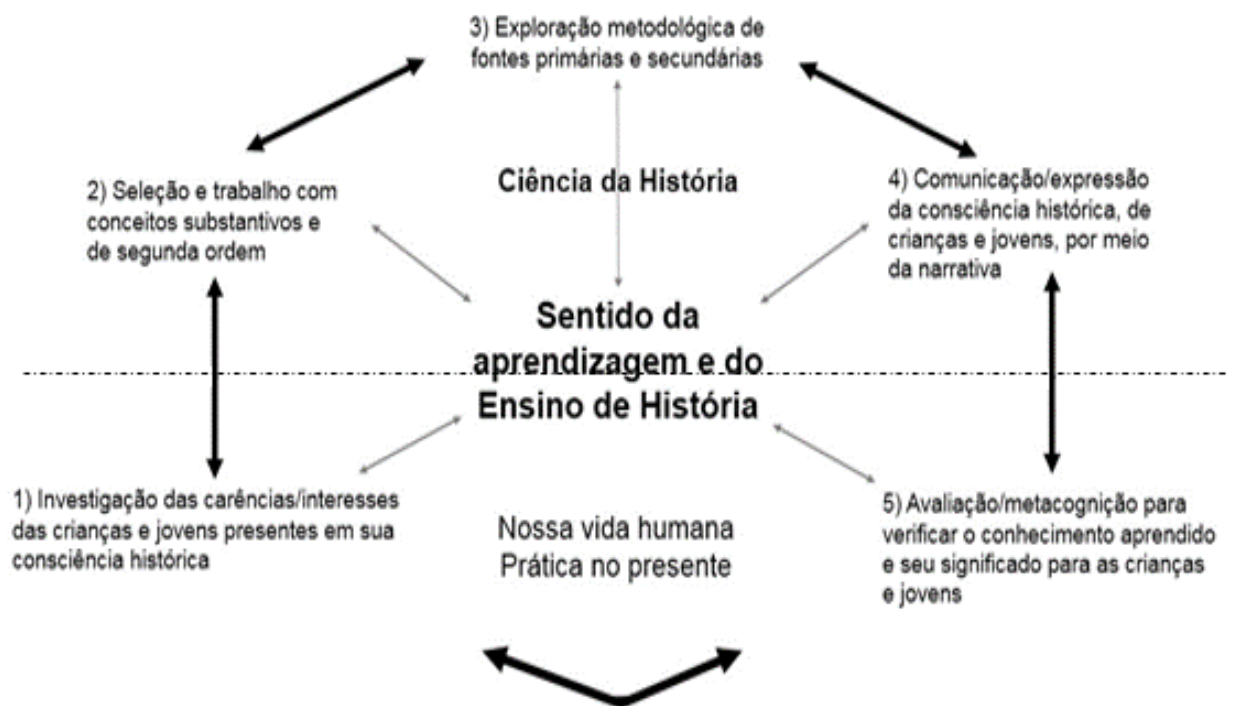 3) Exploração metodológica de
fontes primárias e secundárias
Ciência da História
2) Seleção e trabalho com
conceitos substantivos e
de segunda ordem
4) Comunicação/expressão
da consciência histórica, de
crianças e jovens, por meio
da narrativa
Sentido da
aprendizagem e do
Ensino de História
1) Investigação das carências/interesses
das crianças e jovens presentes em sua
consciência histórica
Nossa vida humana
Prática no presente
5) Avaliação/metacognição para
verificar o conhecimento aprendido
e seu significado para as crianças
e jovens